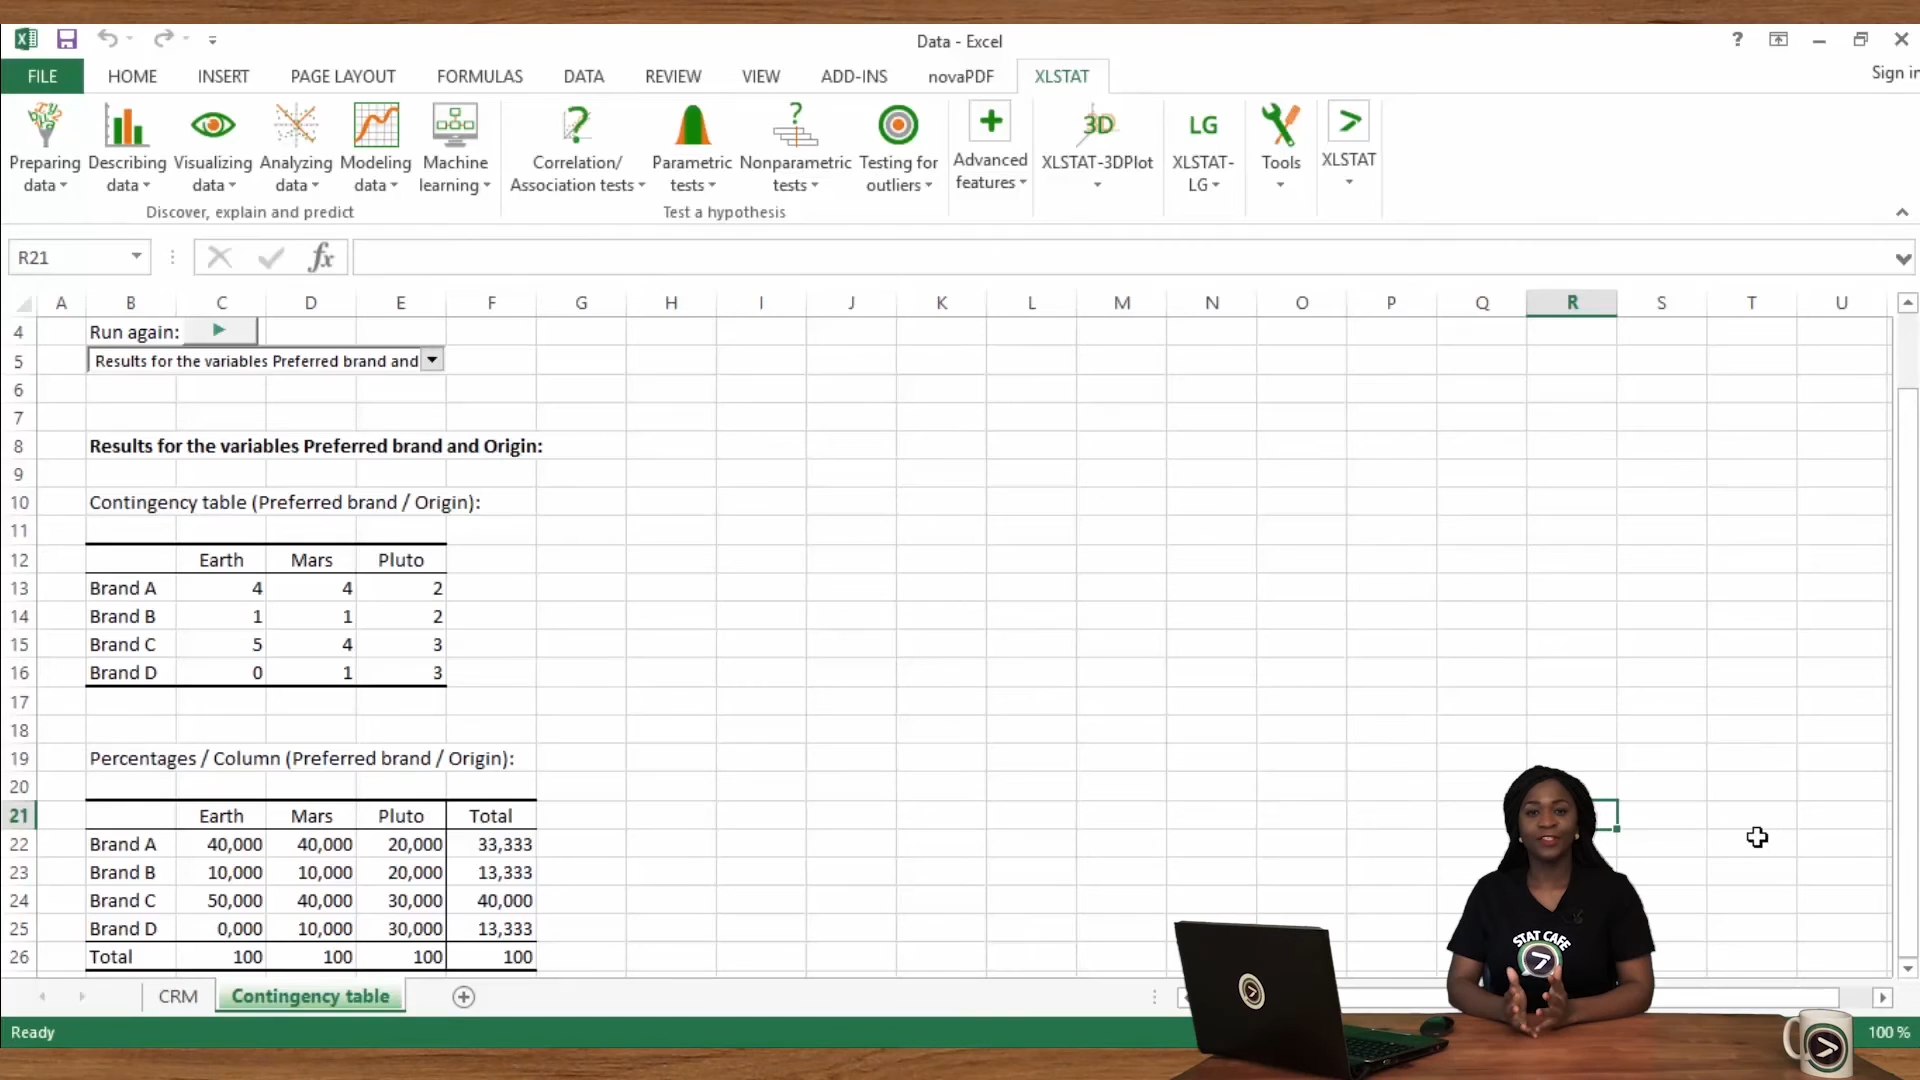 Data - Excel
?
FILE HOME INSERT PAGE LAYOUT FORMULAS DATA REVIEW VIEW ADD-INS novaPDF XLSTAT Sign in
Preparing data Describing data Visualizing data Analyzing data Modeling data Machine learning Correlation/ Association tests Parametric tests Nonparametric tests Testing for outliers Advanced features 3D XLSTAT-3DPlot LG XLSTAT-LG Tools XLSTAT
Discover, explain and predict Test a hypothesis
R21 fx
A B C D E F G H I J K L M N O P Q R S T U
4 Run again:
5 Results for the variables Preferred brand and
6
7
8 Results for the variables Preferred brand and Origin:
9
10 Contingency table (Preferred brand / Origin):
11
12 Earth Mars Pluto
13 Brand A 4 4 2
14 Brand B 1 1 2
15 Brand C 5 4 3
16 Brand D 0 1 3
17
18
19 Percentages / Column (Preferred brand / Origin):
20
21 Earth Mars Pluto Total
22 Brand A 40,000 40,000 20,000 33,333
23 Brand B 10,000 10,000 20,000 13,333
24 Brand C 50,000 40,000 30,000 40,000
25 Brand D 0,000 10,000 30,000 13,333
26 Total 100 100 100 100
STAT CAFE
CRM Contingency table
Ready 100 %